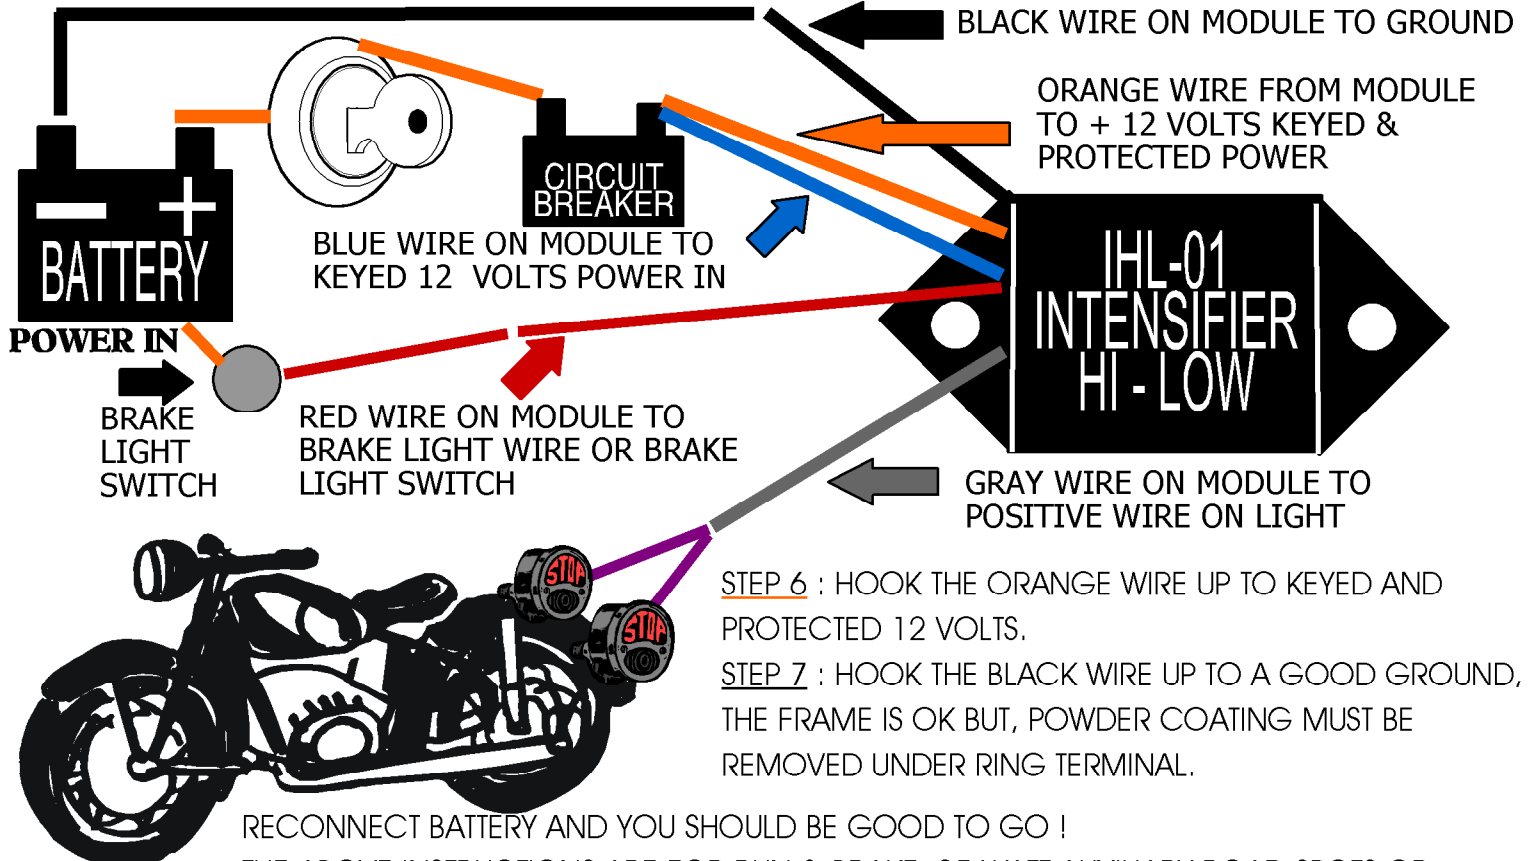 BLACK WIRE ON MODULE TO GROUND
ORANGE WIRE FROM MODULE
TO + 12 VOLTS KEYED &
PROTECTED POWER
CIRCUIT
BREAKER
BATTERY
BLUE WIRE ON MODULE TO
KEYED 12 VOLTS POWER IN
IHL-01
INTENSIFIER
HI - LOW
POWER IN
BRAKE
LIGHT
SWITCH
RED WIRE ON MODULE TO
BRAKE LIGHT WIRE OR BRAKE
LIGHT SWITCH
GRAY WIRE ON MODULE TO
POSITIVE WIRE ON LIGHT
STOP
STOP
STEP 6 : HOOK THE ORANGE WIRE UP TO KEYED AND
PROTECTED 12 VOLTS.
STEP 7 : HOOK THE BLACK WIRE UP TO A GOOD GROUND,
THE FRAME IS OK BUT, POWDER COATING MUST BE
REMOVED UNDER RING TERMINAL.
RECONNECT BATTERY AND YOU SHOULD BE GOOD TO GO !